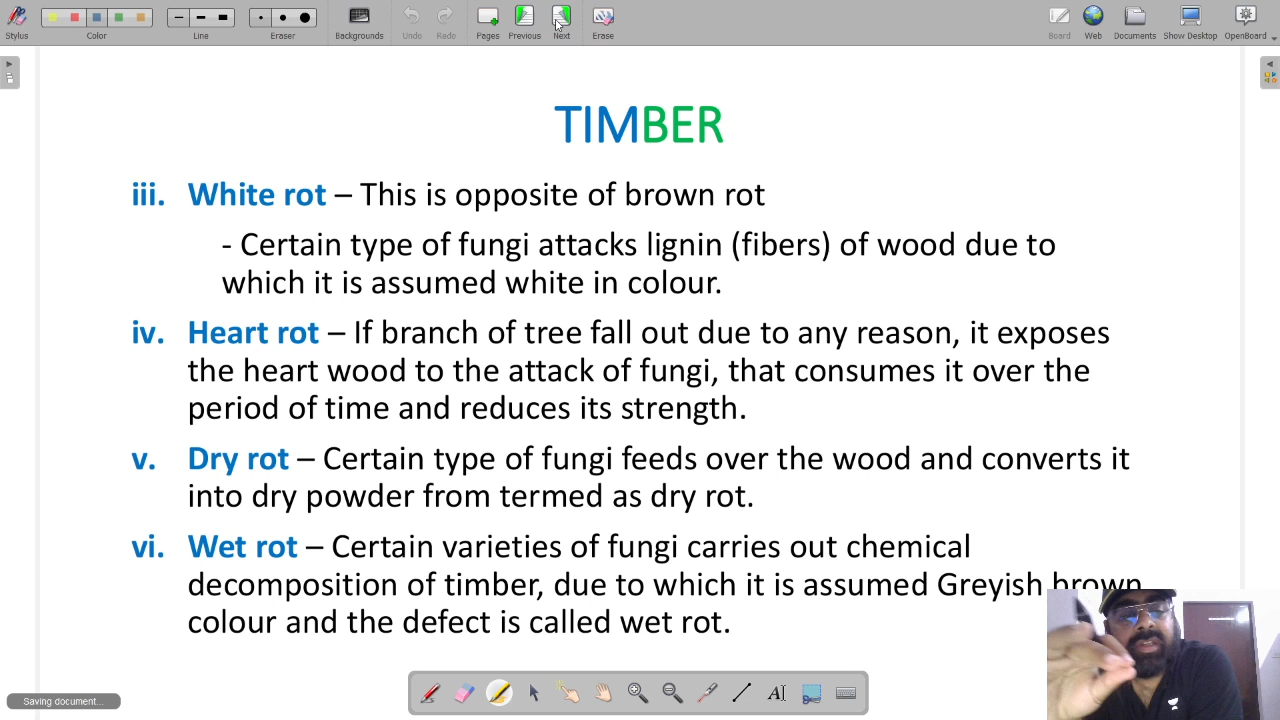 Stylus
Color
Line
Eraser
Backgrounds
Undo
Redo
Pages
Previous
Next
Erase
Board
Web
Documents
Show Desktop
OpenBoard
TIMBER
iii. White rot – This is opposite of brown rot
- Certain type of fungi attacks lignin (fibers) of wood due to
which it is assumed white in colour.
iv. Heart rot – If branch of tree fall out due to any reason, it exposes
the heart wood to the attack of fungi, that consumes it over the
period of time and reduces its strength.
v. Dry rot – Certain type of fungi feeds over the wood and converts it
into dry powder from termed as dry rot.
vi. Wet rot – Certain varieties of fungi carries out chemical
decomposition of timber, due to which it is assumed Greyish brown
colour and the defect is called wet rot.
Saving document...
AI